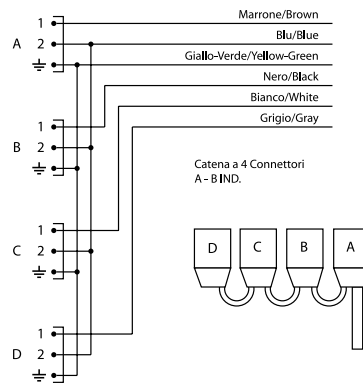 Marrone/Brown
A 1
2 Blu/Blue
Giallo-Verde/Yellow-Green
Nero/Black
B 1
2 Bianco/White
Grigio/Gray
Catena a 4 Connettori
A - B IND.
C 1
2
D C B A
D 1
2